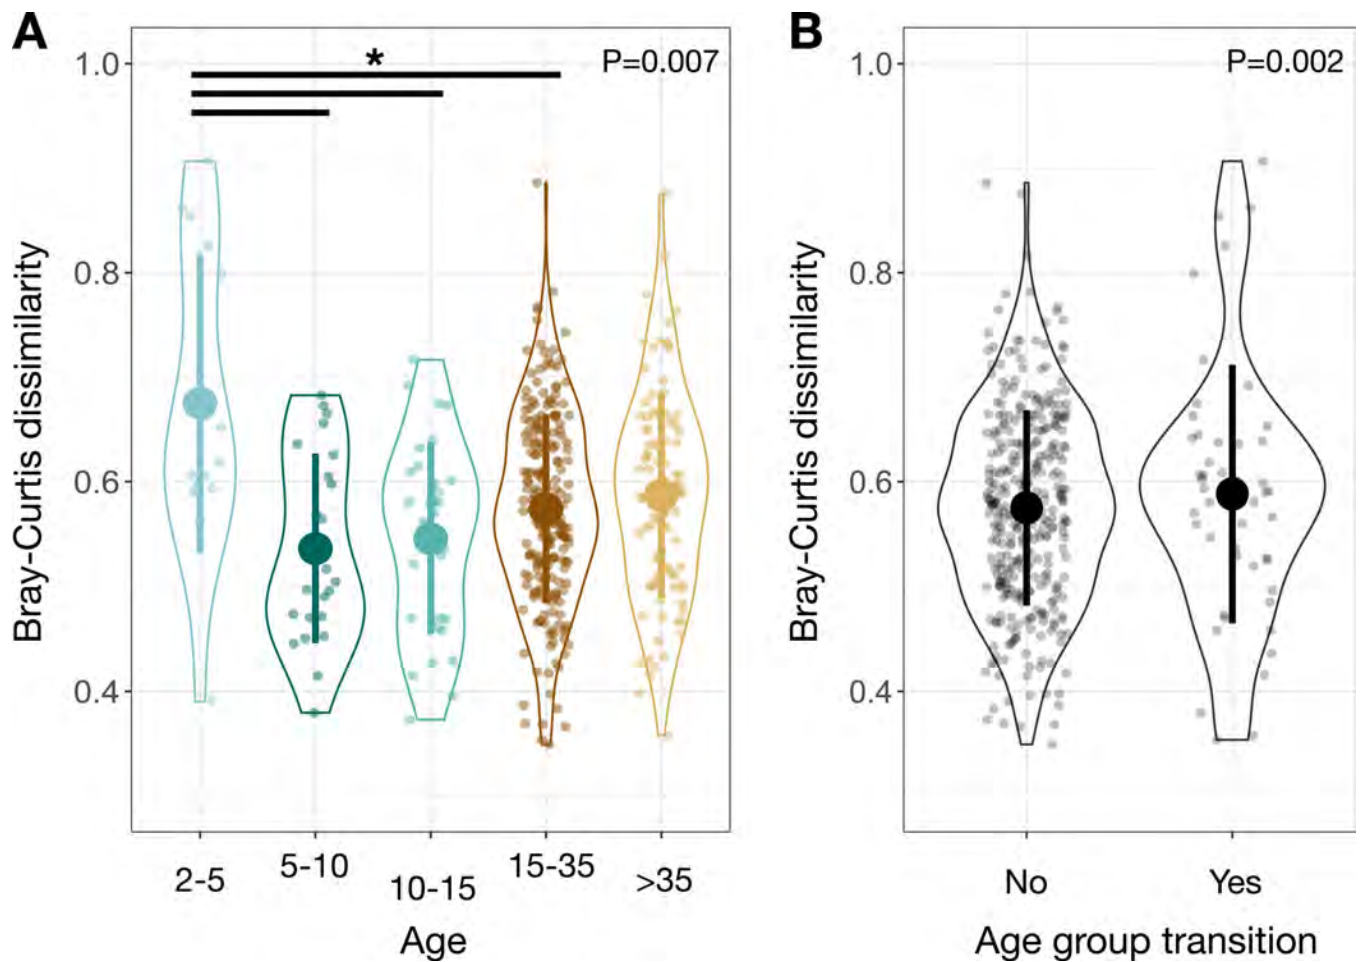 A
Bray-Curtis dissimilarity
1.0
0.8
0.6
0.4
*
P=0.007
2-5
5-10
10-15
15-35
>35
Age
B
Bray-Curtis dissimilarity
1.0
0.8
0.6
0.4
P=0.002
No
Yes
Age group transition